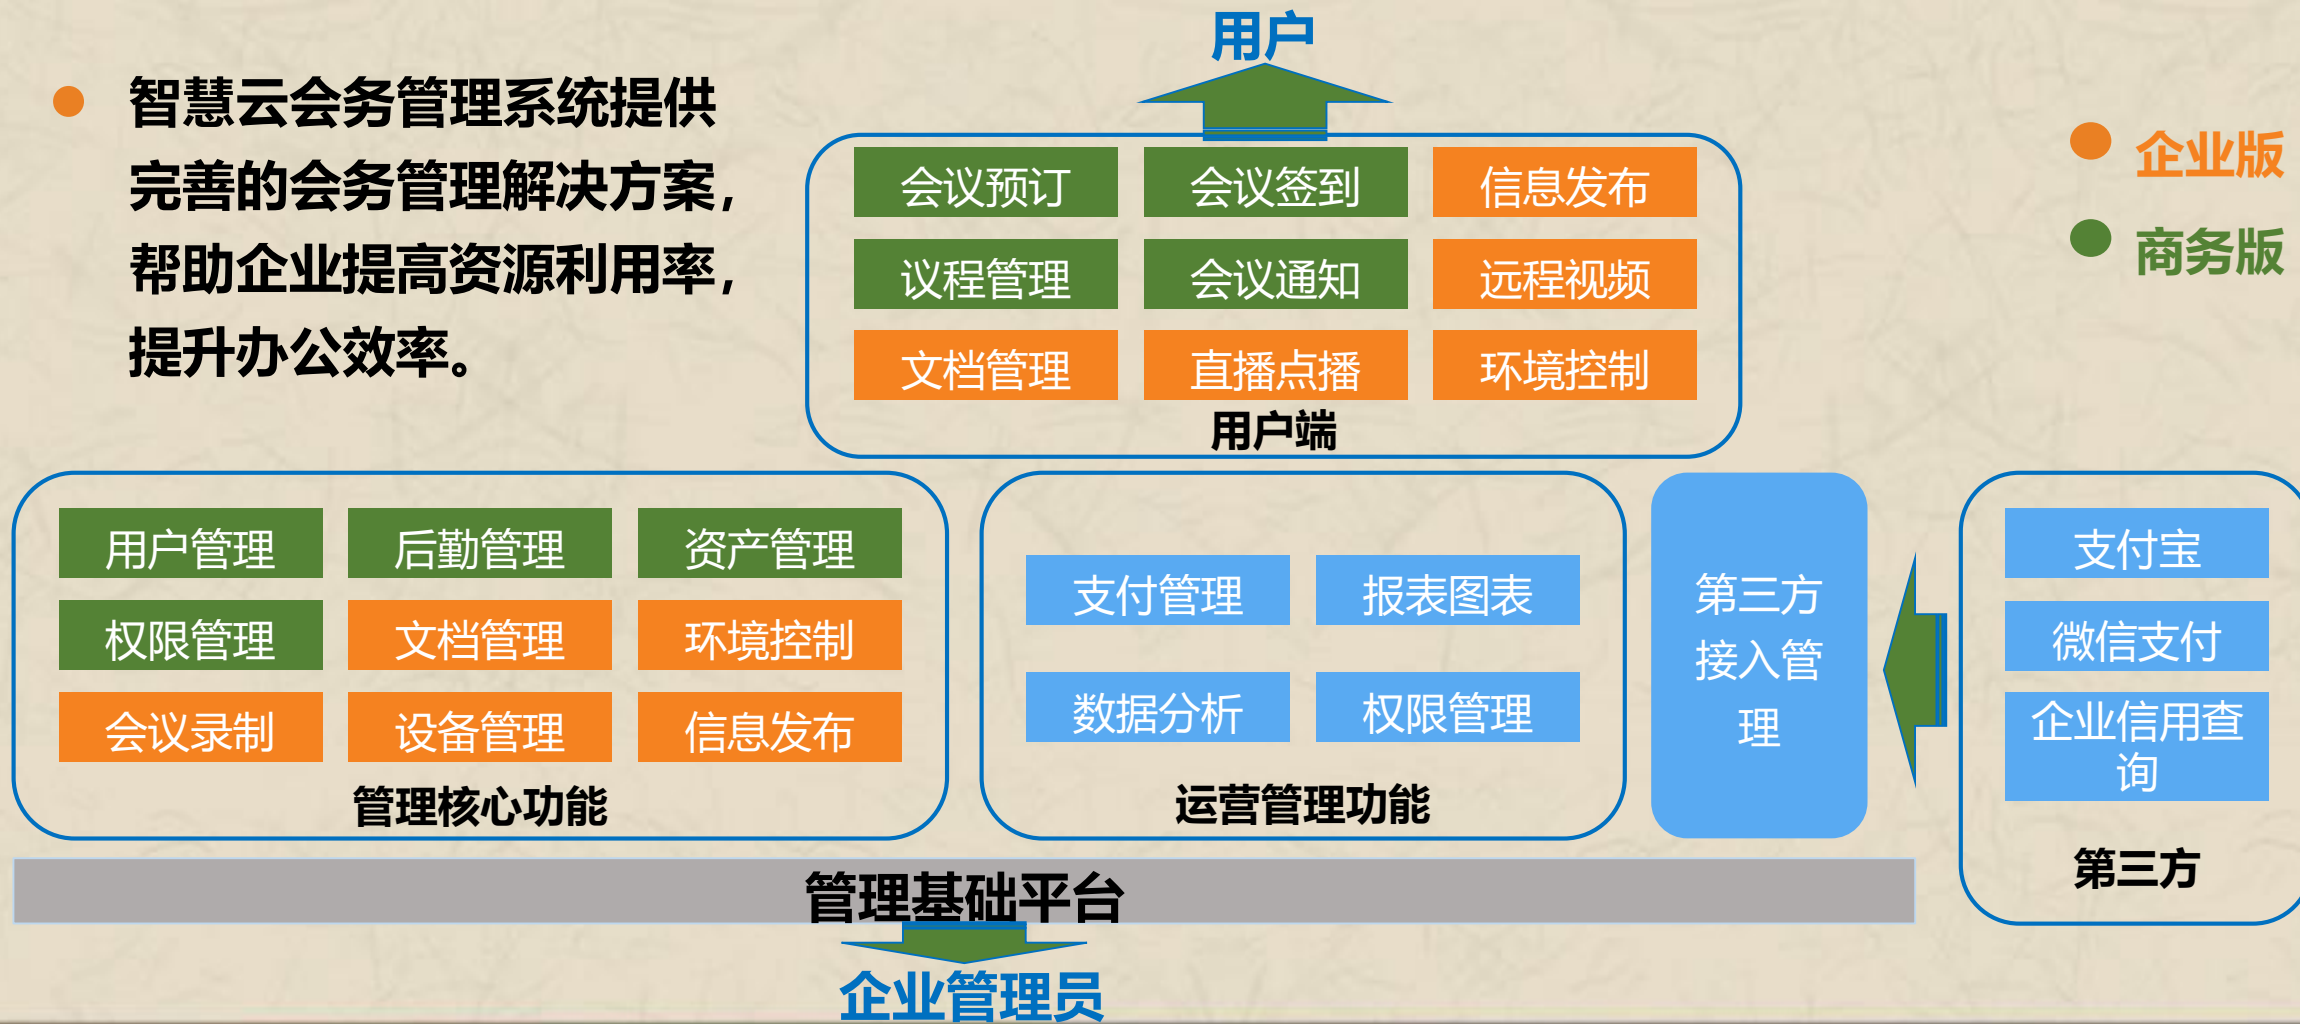 用户
智慧云会务管理系统提供
完善的会务管理解决方案，
帮助企业提高资源利用率，
提升办公效率。
企业版
商务版
会议预订
会议签到
信息发布
议程管理
会议通知
远程视频
文档管理
直播点播
环境控制
用户端
用户管理
后勤管理
资产管理
权限管理
文档管理
环境控制
会议录制
设备管理
信息发布
管理核心功能
支付管理
报表图表
数据分析
权限管理
运营管理功能
第三方
接入管
理
支付宝
微信支付
企业信用查
询
第三方
管理基础平台
企业管理员